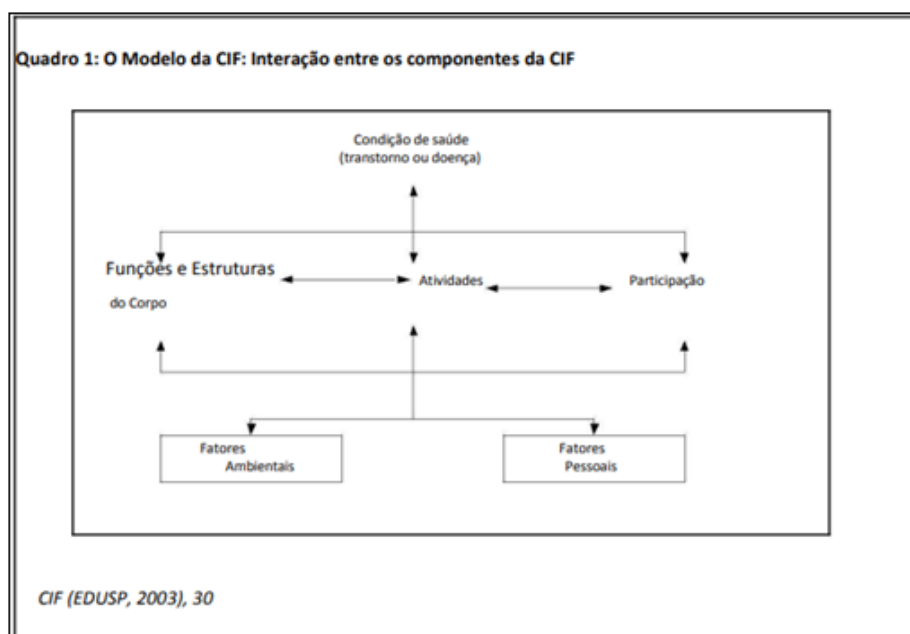 Quadro 1: O Modelo da CIF: Interação entre os componentes da CIF
Condição de saúde
(transtorno ou doença)
Funções e Estruturas
do Corpo
Atividades
Participação
Fatores
Ambientais
Fatores
Pessoais
CIF (EDUSP, 2003), 30